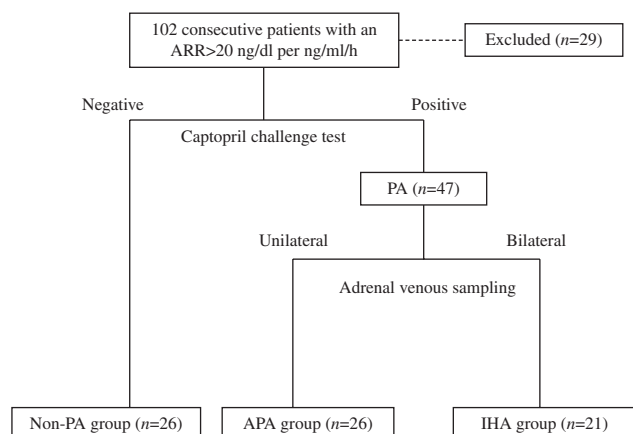 102 consecutive patients with an
ARR>20 ng/dl per ng/ml/h
Excluded (n=29)
Negative
Positive
Captopril challenge test
PA (n=47)
Unilateral
Bilateral
Adrenal venous sampling
Non-PA group (n=26)
APA group (n=26)
IHA group (n=21)